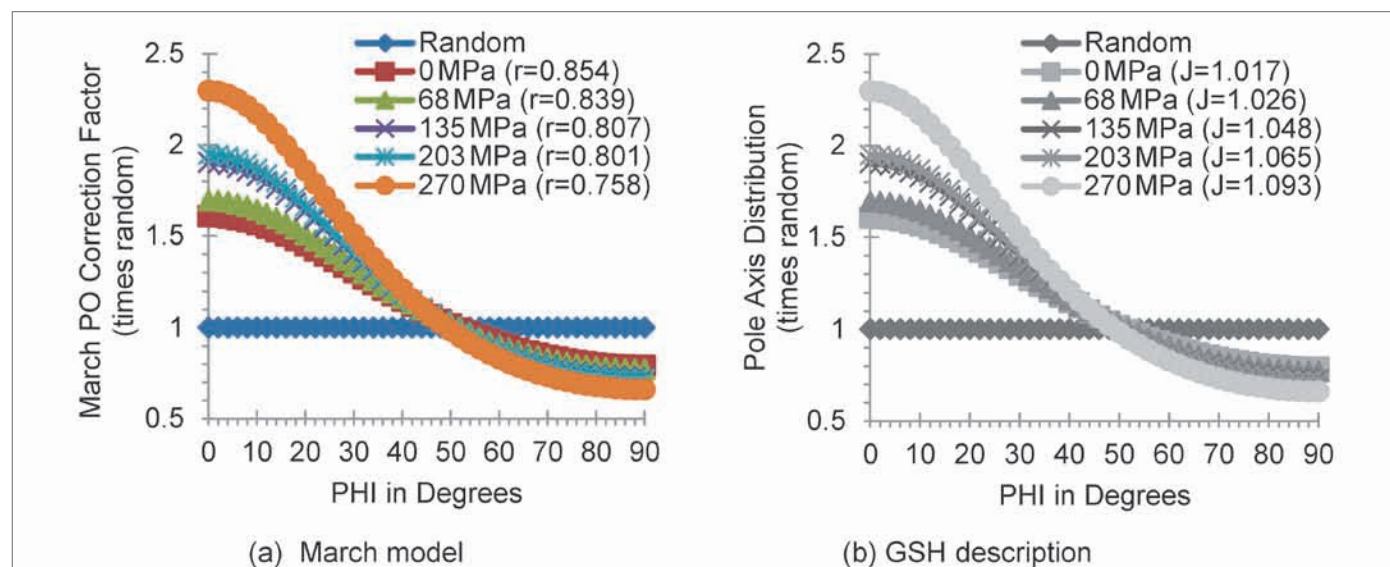 March PO Correction Factor
(times random)
2.5
2
1.5
1
0.5
Random
0 MPa (r=0.854)
68 MPa (r=0.839)
135 MPa (r=0.807)
203 MPa (r=0.801)
270 MPa (r=0.758)
0 10 20 30 40 50 60 70 80 90
PHI in Degrees
(a) March model
Pole Axis Distribution
(times random)
2.5
2
1.5
1
0.5
Random
0 MPa (J=1.017)
68 MPa (J=1.026)
135 MPa (J=1.048)
203 MPa (J=1.065)
270 MPa (J=1.093)
0 10 20 30 40 50 60 70 80 90
PHI in Degrees
(b) GSH description